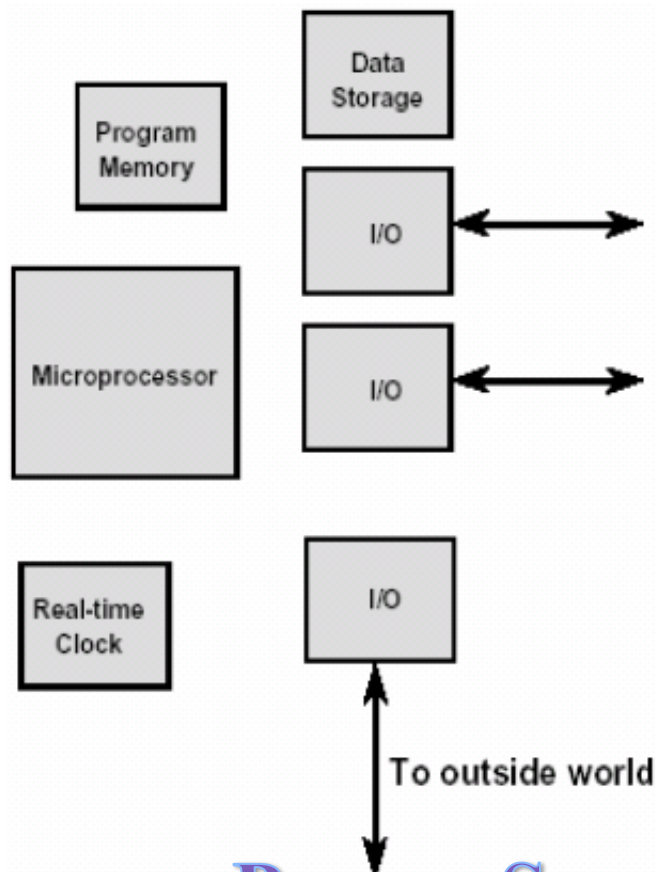 Data
Storage
Program
Memory
I/O
Microprocessor
I/O
Real-time
Clock
I/O
To outside world